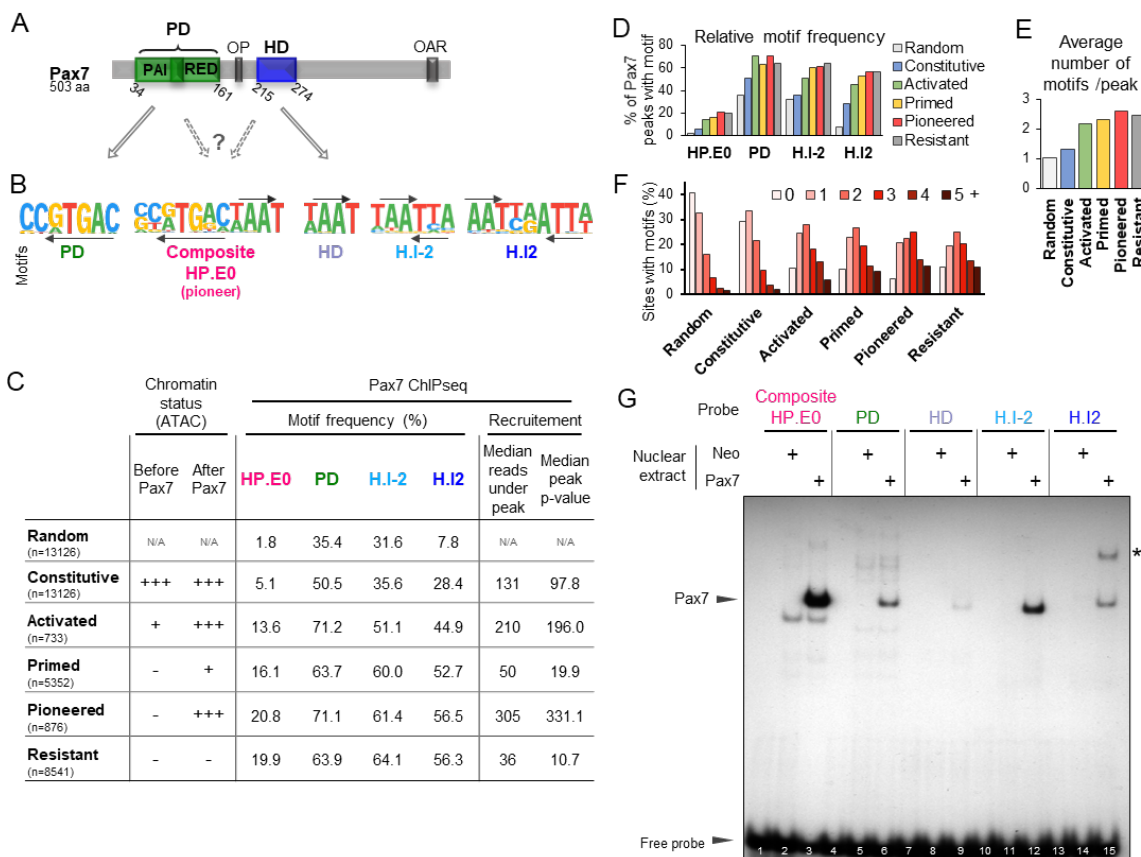 A
PD
OP
HD
OAR
Pax7
503 aa
PAI
RED
34
161
215
274
?
B
Motifs
CCGTGAC
TAAT
PD
Composite
HP.E0
(pioneer)
HD
H.I-2
H.I2
C
Chromatin
status
(ATAC)
Pax7 ChIPseq
Motif frequency (%)
Recruitement
Before
Pax7
After
Pax7
HP.E0
PD
H.I-2
H.I2
Median
reads
under
peak
Median
peak
p-value
Random
(n=13126)
N/A N/A 1.8 35.4 31.6 7.8 N/A N/A
Constitutive
(n=13126)
+++ +++ 5.1 50.5 35.6 28.4 131 97.8
Activated
(n=733)
+ +++ 13.6 71.2 51.1 44.9 210 196.0
Primed
(n=5352)
- + 16.1 63.7 60.0 52.7 50 19.9
Pioneered
(n=876)
- +++ 20.8 71.1 61.4 56.5 305 331.1
Resistant
(n=8541)
- - 19.9 63.9 64.1 56.3 36 10.7
D
Relative motif frequency
% of Pax7
peaks with motif
80
60
40
20
0
HP.E0 PD H.I-2 H.I2
Random
Constitutive
Activated
Primed
Pioneered
Resistant
E
Average
number of
motifs /peak
3
2
1
0
Random
Constitutive
Activated
Primed
Pioneered
Resistant
F
Sites with motifs (%)
40
30
20
10
0
0 1 2 3 4 5 +
Random
Constitutive
Activated
Primed
Pioneered
Resistant
G
Probe
Composite
HP.E0
PD
HD
H.I-2
H.I2
Nuclear
extract
Neo + + + + +
Pax7 + + + + +
Pax7
*
Free probe
1 2 3 4 5 6 7 8 9 10 11 12 13 14 15